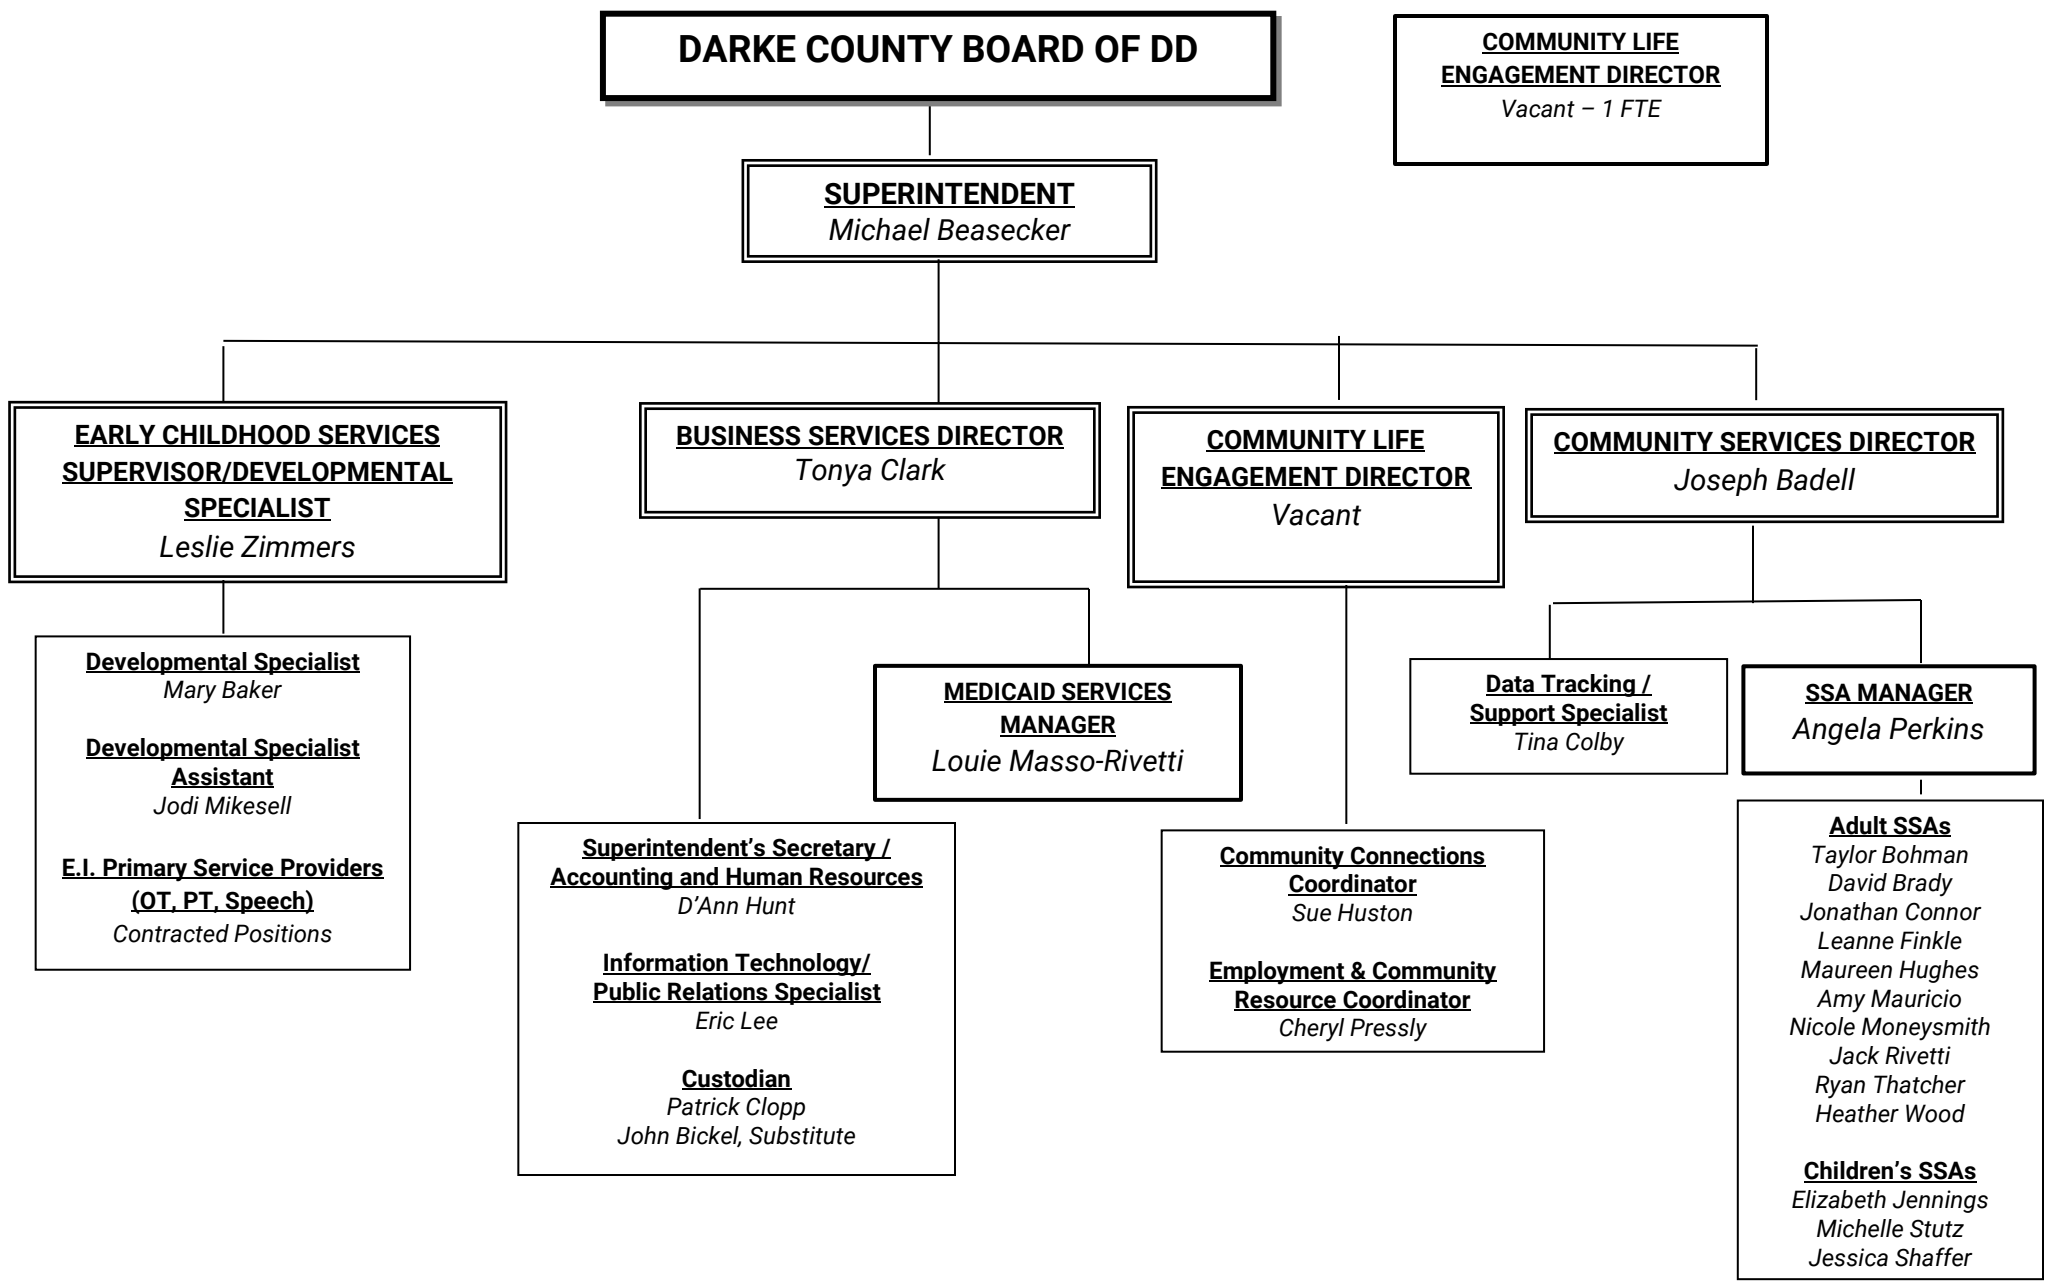 DARKE COUNTY BOARD OF DD
COMMUNITY LIFE
ENGAGEMENT DIRECTOR
Vacant – 1 FTE
SUPERINTENDENT
Michael Beasecker
EARLY CHILDHOOD SERVICES
SUPERVISOR/DEVELOPMENTAL
SPECIALIST
Leslie Zimmers
BUSINESS SERVICES DIRECTOR
Tonya Clark
COMMUNITY LIFE
ENGAGEMENT DIRECTOR
Vacant
COMMUNITY SERVICES DIRECTOR
Joseph Badell
Developmental Specialist
Mary Baker
Developmental Specialist
Assistant
Jodi Mikesell
E.I. Primary Service Providers
(OT, PT, Speech)
Contracted Positions
MEDICAID SERVICES
MANAGER
Louie Masso-Rivetti
Superintendent’s Secretary /
Accounting and Human Resources
D’Ann Hunt
Information Technology/
Public Relations Specialist
Eric Lee
Custodian
Patrick Clopp
John Bickel, Substitute
Community Connections
Coordinator
Sue Huston
Employment & Community
Resource Coordinator
Cheryl Pressly
Data Tracking /
Support Specialist
Tina Colby
SSA MANAGER
Angela Perkins
Adult SSAs
Taylor Bohman
David Brady
Jonathan Connor
Leanne Finkle
Maureen Hughes
Amy Mauricio
Nicole Moneysmith
Jack Rivetti
Ryan Thatcher
Heather Wood
Children’s SSAs
Elizabeth Jennings
Michelle Stutz
Jessica Shaffer